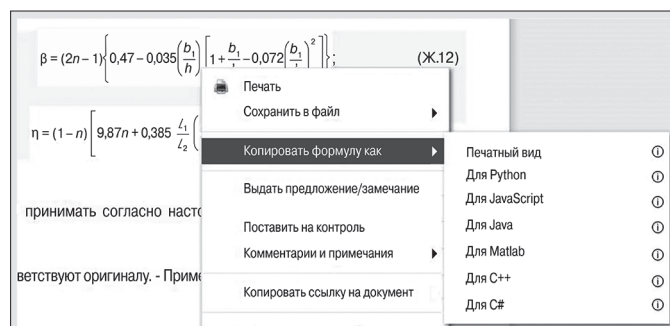 β = (2n − 1){0,47 − 0,035(b₁/h)[1 + b₁/ − 0,072(b₁/)²]}; (Ж.12)
Печать
Сохранить в файл
η = (1 − n)[9,87n + 0,385 ℓ₁/ℓ₂(
Копировать формулу как
Печатный вид
Для Python
Выдать предложение/замечание
Для JavaScript
принимать согласно насто
Поставить на контроль
Для Java
Комментарии и примечания
Для Matlab
ветствуют оригиналу. - Приме
Для C++
Копировать ссылку на документ
Для C#